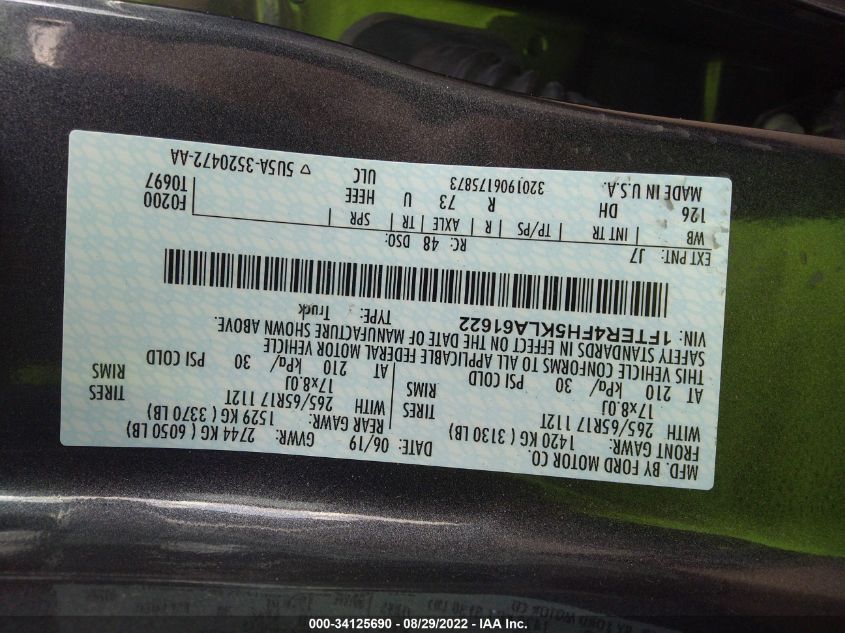 MFD. BY FORD MOTOR CO.
DATE: 06/19 GVWR: 2744 KG ( 6050 LB)
FRONT GAWR: 1420 KG ( 3130 LB) REAR GAWR: 1529 KG ( 3370 LB)
WITH 265/65R17 112T TIRES WITH 265/65R17 112T TIRES
17x8.0J RIMS 17x8.0J RIMS
AT 210 kPa/ 30 PSI COLD AT 210 kPa/ 30 PSI COLD
THIS VEHICLE CONFORMS TO ALL APPLICABLE FEDERAL MOTOR VEHICLE
SAFETY STANDARDS IN EFFECT ON THE DATE OF MANUFACTURE SHOWN ABOVE.
VIN: 1FTER4FH5KLA61622 TYPE: Truck
EXT PNT: J7 RC: 48 DSO:
WB INT TR TP/PS R AXLE TR SPR F0200
126 DH R 73 U HEEE T0697
MADE IN U.S.A. 3201906175873 ULC ▽ 5U5A-3520472-AA
000-34125690 - 08/29/2022 - IAA Inc.